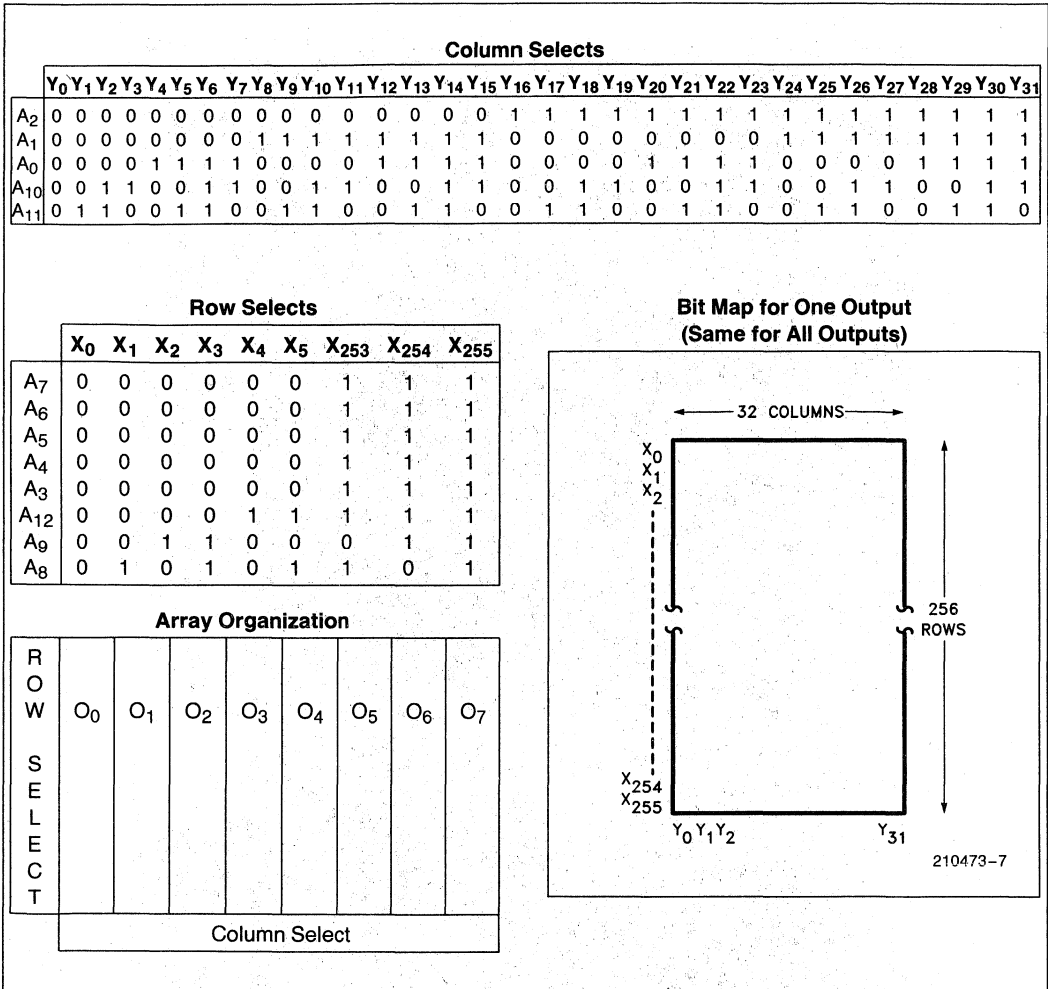 Column Selects
Y0 Y1 Y2 Y3 Y4 Y5 Y6 Y7 Y8 Y9 Y10 Y11 Y12 Y13 Y14 Y15 Y16 Y17 Y18 Y19 Y20 Y21 Y22 Y23 Y24 Y25 Y26 Y27 Y28 Y29 Y30 Y31
A2 0 0 0 0 0 0 0 0 0 0 0 0 0 0 0 0 1 1 1 1 1 1 1 1 1 1 1 1 1 1 1 1
A1 0 0 0 0 0 0 0 0 1 1 1 1 1 1 1 1 0 0 0 0 0 0 0 0 1 1 1 1 1 1 1 1
A0 0 0 0 0 1 1 1 1 0 0 0 0 1 1 1 1 0 0 0 0 1 1 1 1 0 0 0 0 1 1 1 1
A10 0 0 1 1 0 0 1 1 0 0 1 1 0 0 1 1 0 0 1 1 0 0 1 1 0 0 1 1 0 0 1 1
A11 0 1 1 0 0 1 1 0 0 1 1 0 0 1 1 0 0 1 1 0 0 1 1 0 0 1 1 0 0 1 1 0
Row Selects
X0 X1 X2 X3 X4 X5 X253 X254 X255
A7 0 0 0 0 0 0 1 1 1
A6 0 0 0 0 0 0 1 1 1
A5 0 0 0 0 0 0 1 1 1
A4 0 0 0 0 0 0 1 1 1
A3 0 0 0 0 0 0 1 1 1
A12 0 0 0 0 1 1 1 1 1
A9 0 0 1 1 0 0 0 1 1
A8 0 1 0 1 0 1 1 0 1
Array Organization
ROW SELECT
O0 O1 O2 O3 O4 O5 O6 O7
Column Select
Bit Map for One Output
(Same for All Outputs)
32 COLUMNS
X0
X1
X2
256
ROWS
X254
X255
Y0 Y1 Y2 Y31
210473-7